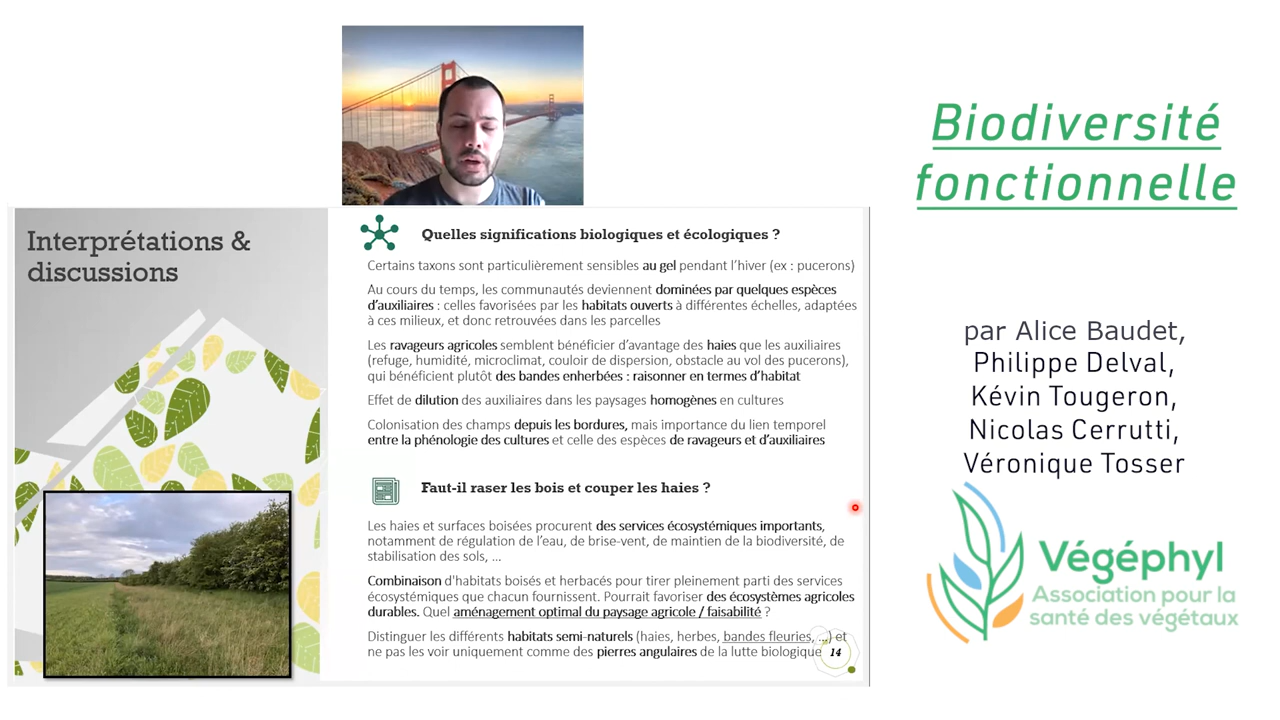 Biodiversité
fonctionnelle
Interprétations &
discussions
Quelles significations biologiques et écologiques ?
Certains taxons sont particulièrement sensibles au gel pendant l'hiver (ex : pucerons)
Au cours du temps, les communautés deviennent dominées par quelques espèces
d'auxiliaires : celles favorisées par les habitats ouverts à différentes échelles, adaptées
à ces milieux, et donc retrouvées dans les parcelles
Les ravageurs agricoles semblent bénéficier d'avantage des haies que les auxiliaires
(refuge, humidité, microclimat, couloir de dispersion, obstacle au vol des pucerons),
qui bénéficient plutôt des bandes enherbées : raisonner en termes d'habitat
Effet de dilution des auxiliaires dans les paysages homogènes en cultures
Colonisation des champs depuis les bordures, mais importance du lien temporel
entre la phénologie des cultures et celle des espèces de ravageurs et d'auxiliaires
Faut-il raser les bois et couper les haies ?
Les haies et surfaces boisées procurent des services écosystémiques importants,
notamment de régulation de l'eau, de brise-vent, de maintien de la biodiversité, de
stabilisation des sols, ...
Combinaison d'habitats boisés et herbacés pour tirer pleinement parti des services
écosystémiques que chacun fournissent. Pourrait favoriser des écosystèmes agricoles
durables. Quel aménagement optimal du paysage agricole / faisabilité ?
Distinguer les différents habitats semi-naturels (haies, herbes, bandes fleuries, ...) et
ne pas les voir uniquement comme des pierres angulaires de la lutte biologique
14
par Alice Baudet,
Philippe Delval,
Kévin Tougeron,
Nicolas Cerrutti,
Véronique Tosser
Végéphyl
Association pour la
santé des végétaux